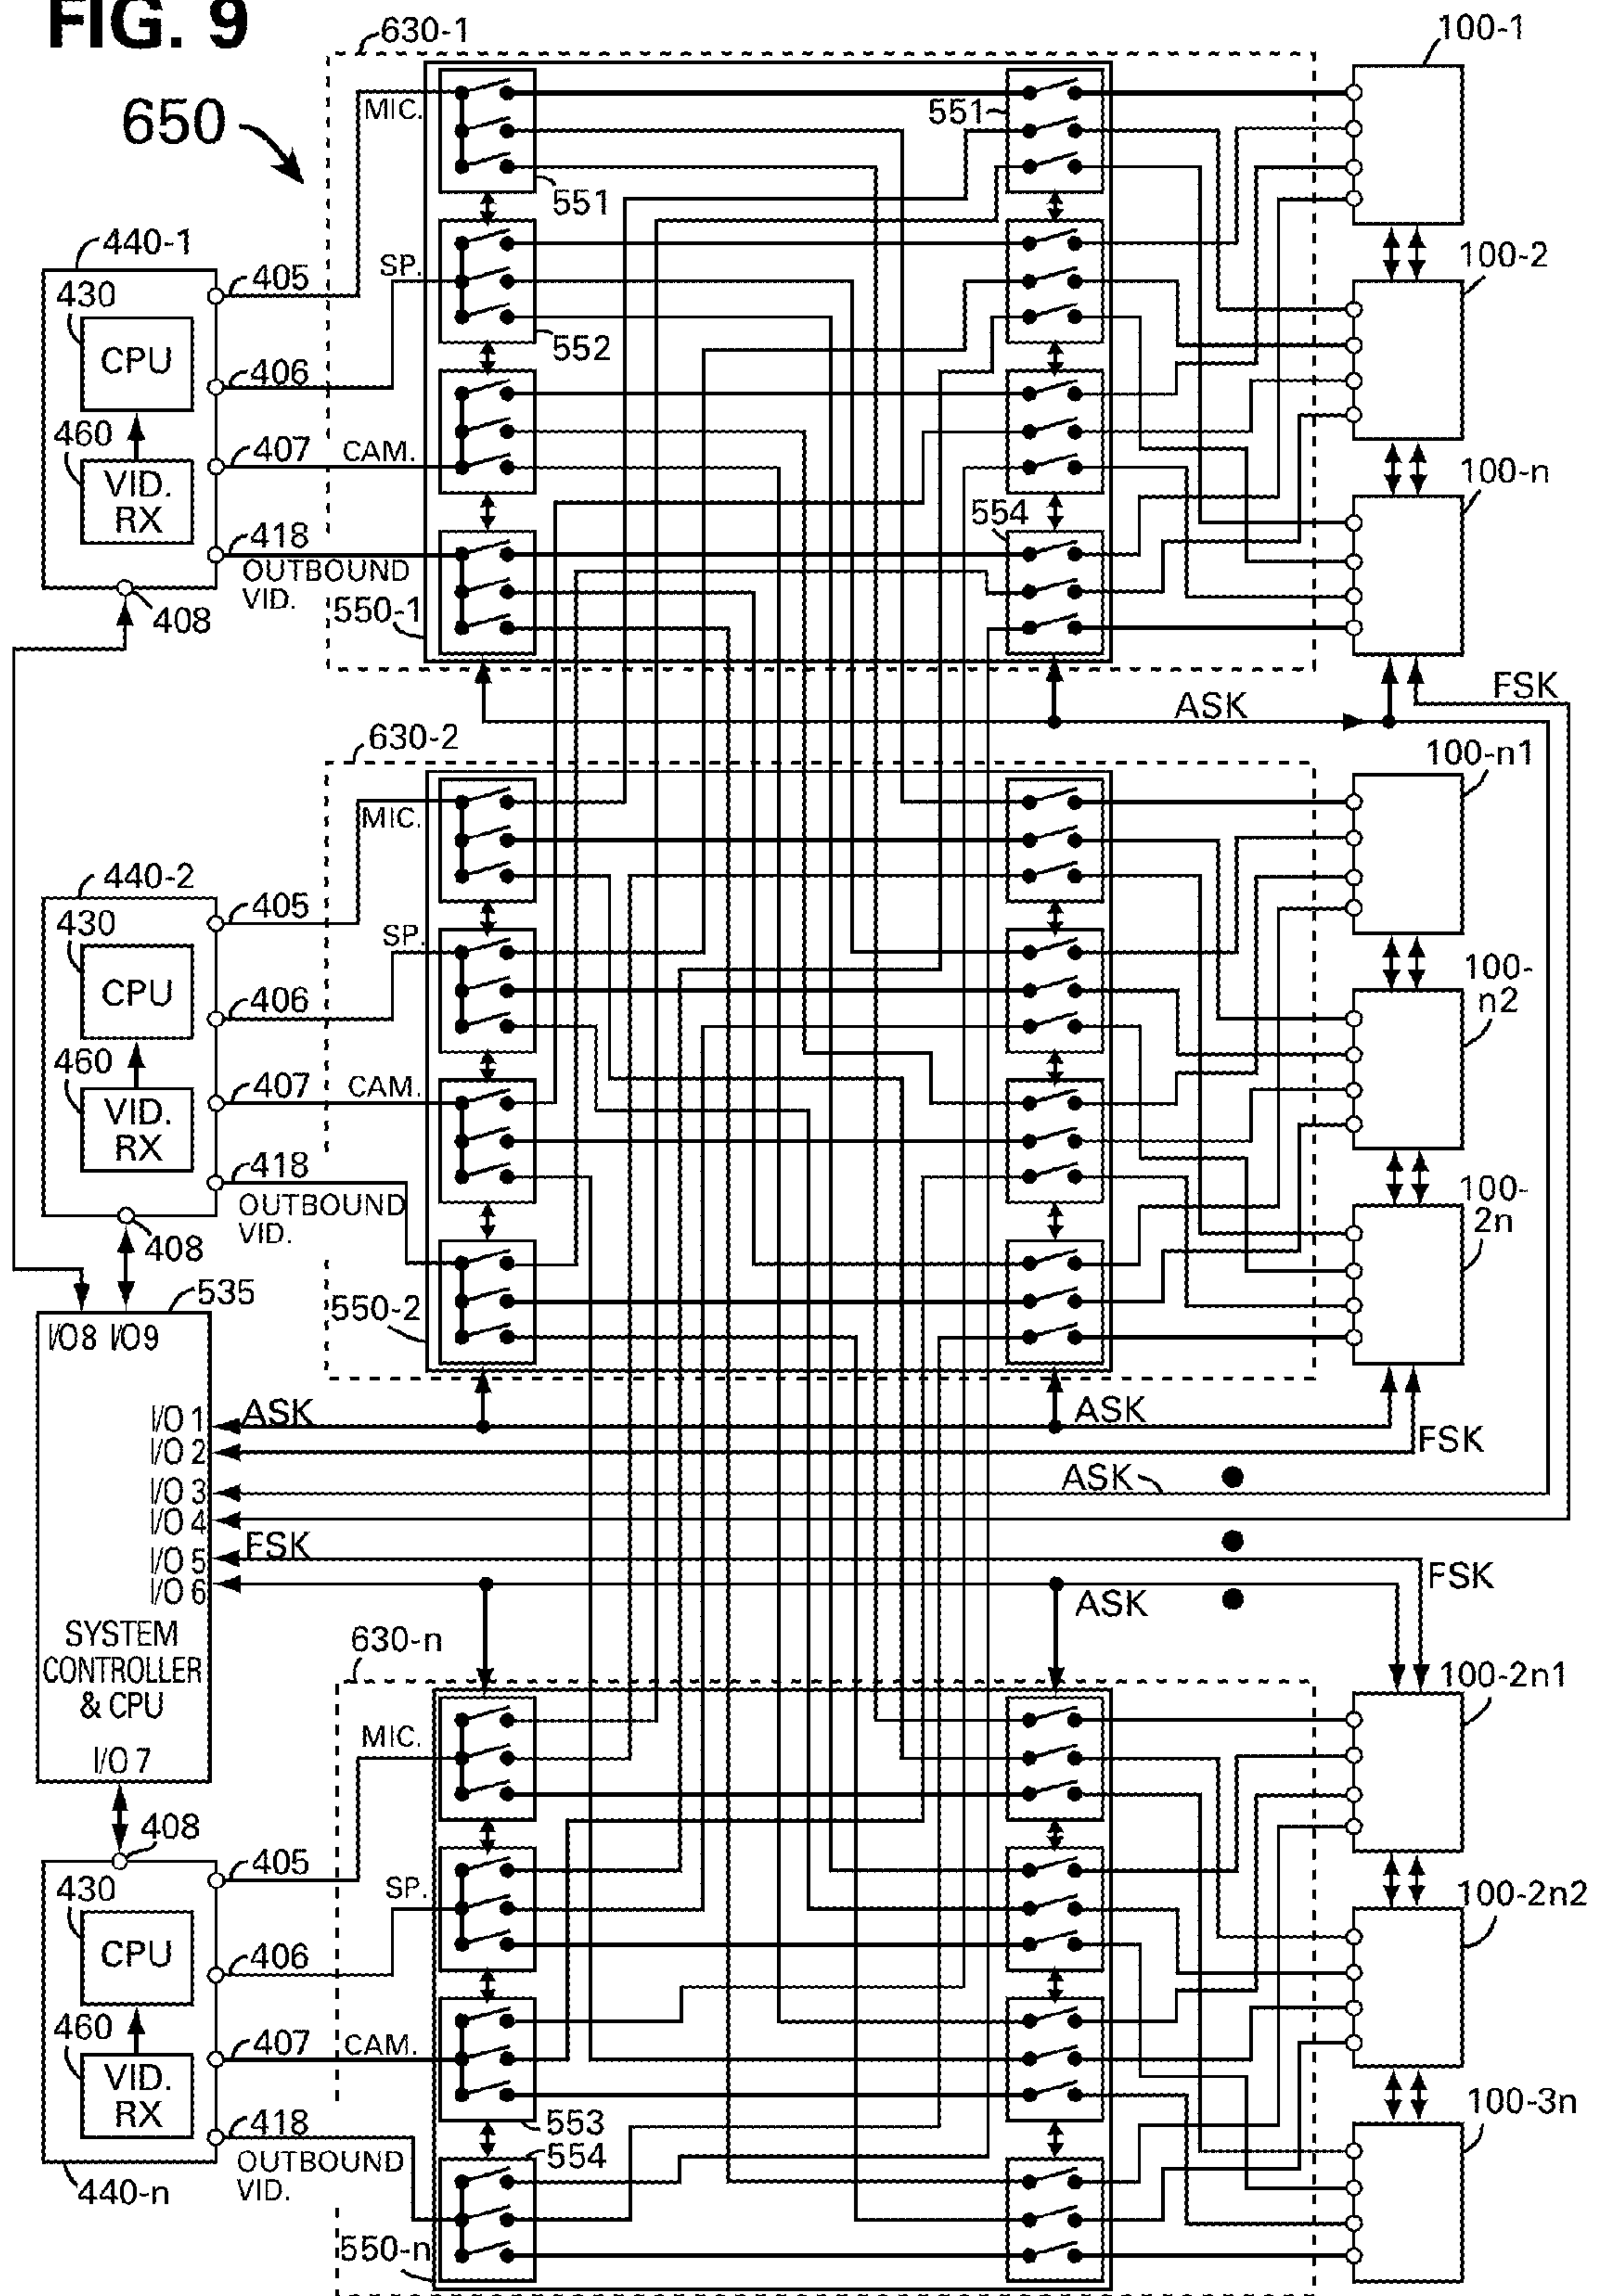 FIG. 9
650
630-1
100-1
MIC.
551
551
440-1
405
SP.
100-2
430
CPU
552
406
460
407
CAM.
100-n
VID.
RX
418
554
OUTBOUND
VID.
550-1
408
FSK
ASK
630-2
100-n1
MIC.
440-2
405
430
SP.
100-
n2
CPU
406
460
407
CAM.
VID.
RX
418
100-
2n
OUTBOUND
VID.
408
535
550-2
I/O8 I/O9
I/O 1
ASK
ASK
I/O 2
FSK
I/O 3
ASK
I/O 4
I/O 5
FSK
FSK
I/O 6
ASK
SYSTEM
CONTROLLER
& CPU
630-n
100-2n1
MIC.
I/O 7
408
405
430
SP.
100-2n2
CPU
406
460
407
CAM.
VID.
RX
100-3n
418
553
554
OUTBOUND
VID.
440-n
550-n